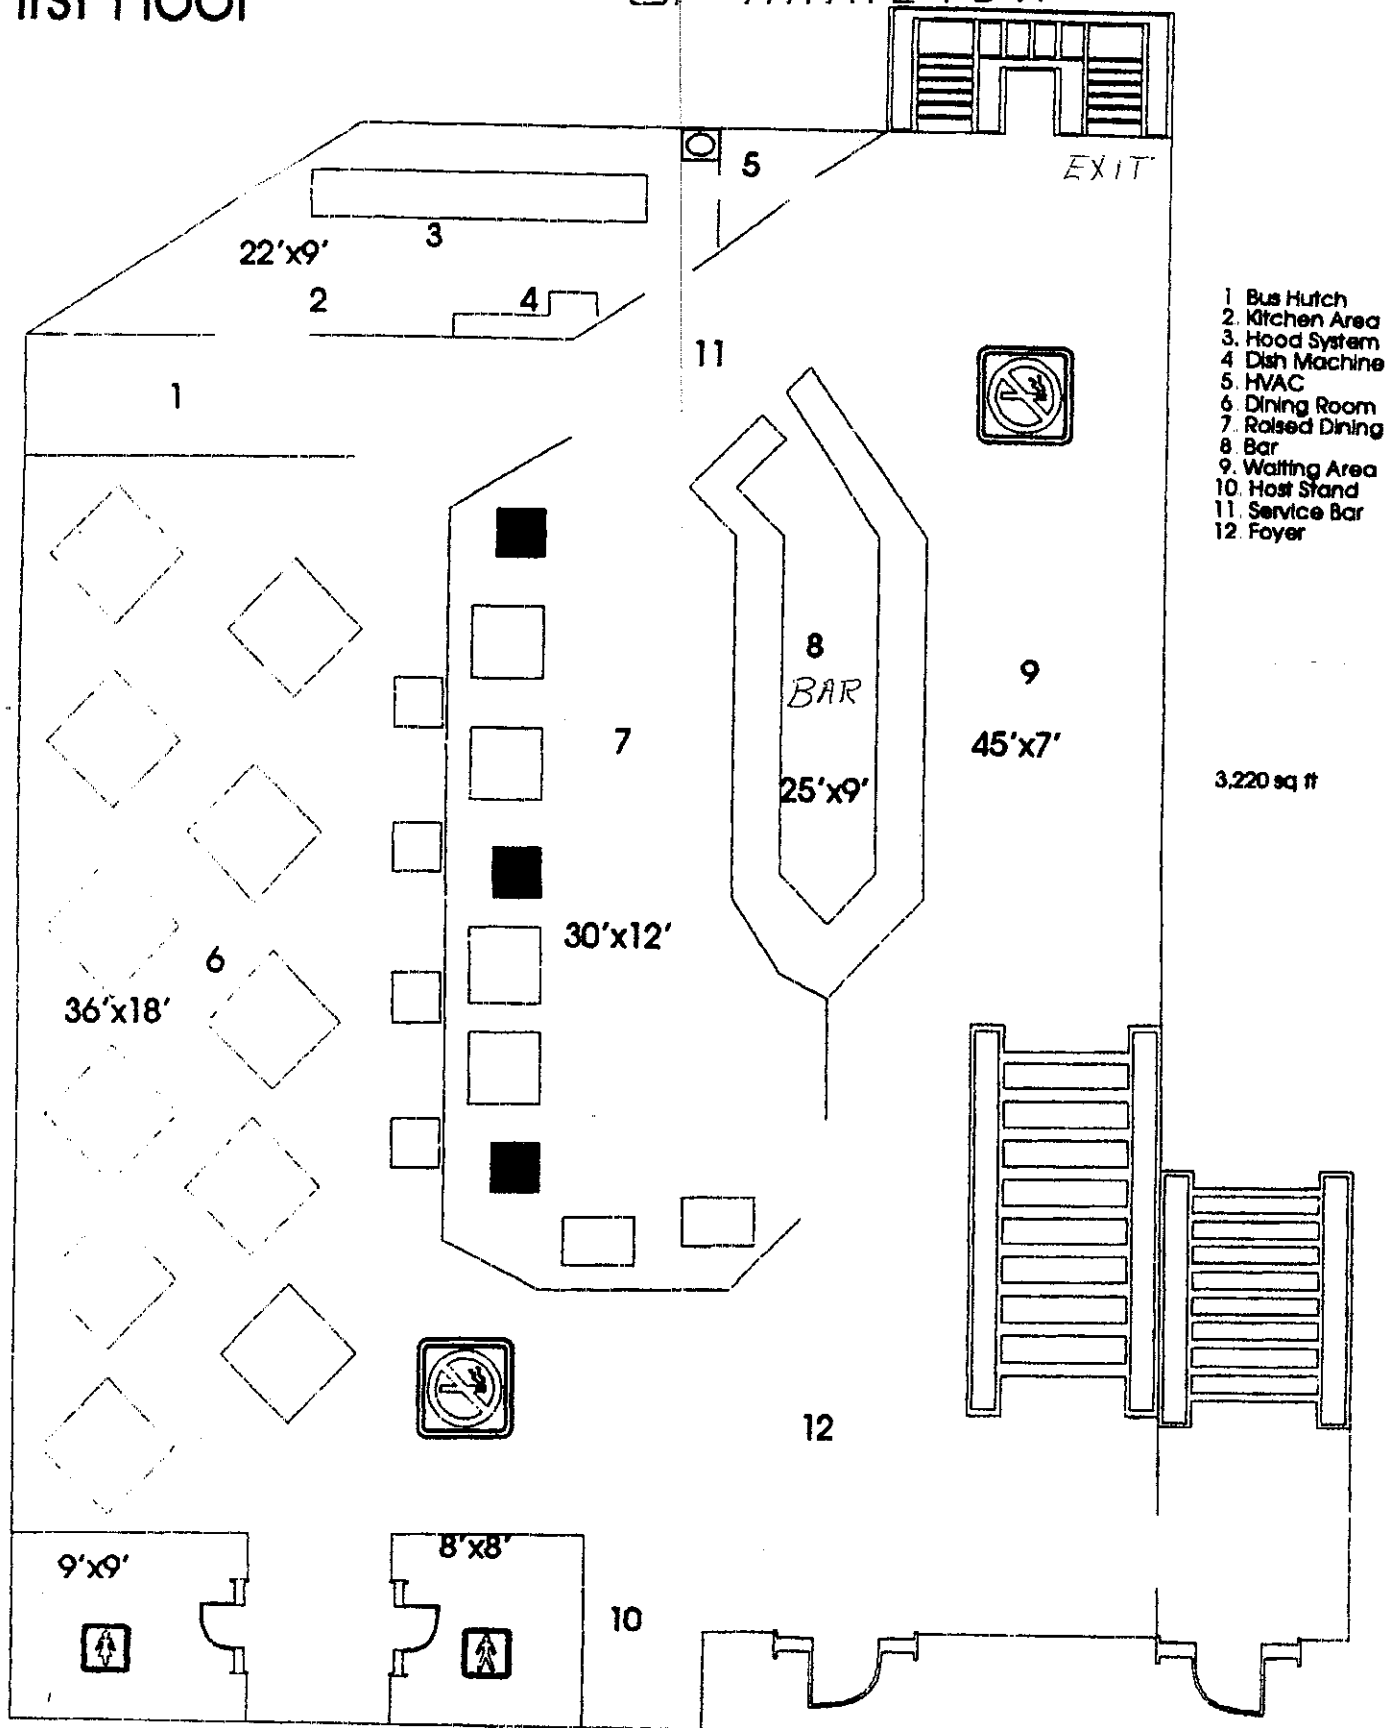 First Floor
EXIT
5
3
22'x9'
2
4
1 Bus Hutch
2. Kitchen Area
3. Hood System
4 Dish Machine
5. HVAC
6. Dining Room
7. Raised Dining
8. Bar
9. Waiting Area
10. Host Stand
11. Service Bar
12. Foyer
11
1
8
BAR
9
7
45'x7'
25'x9'
3,220 sq ft
30'x12'
6
36'x18'
12
9'x9'
8'x8'
10